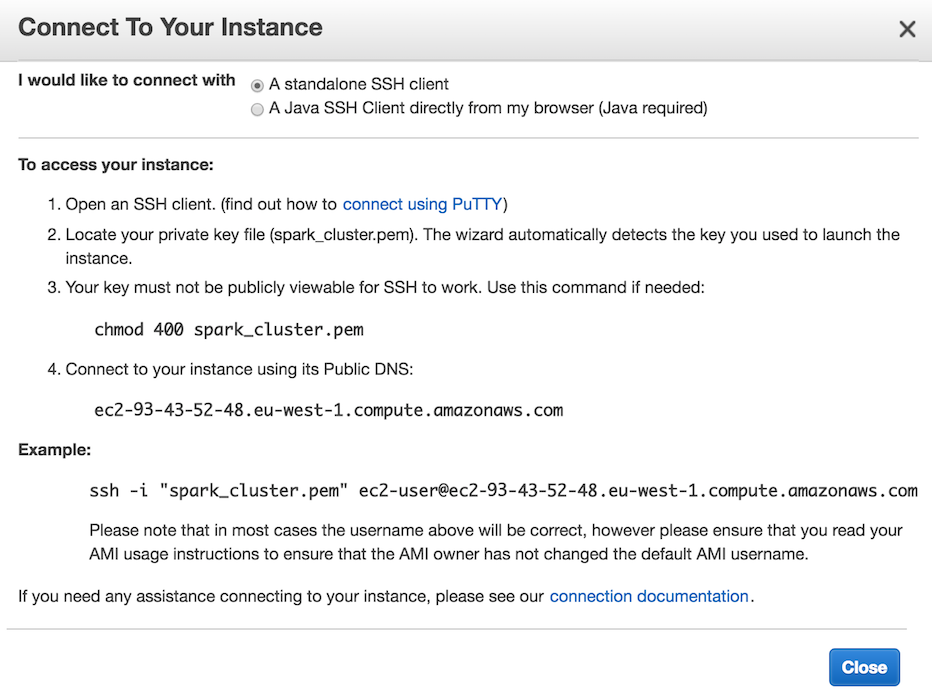 Connect To Your Instance
I would like to connect with
A standalone SSH client
A Java SSH Client directly from my browser (Java required)
To access your instance:
1. Open an SSH client. (find out how to connect using PuTTY)
2. Locate your private key file (spark_cluster.pem). The wizard automatically detects the key you used to launch the
instance.
3. Your key must not be publicly viewable for SSH to work. Use this command if needed:
chmod 400 spark_cluster.pem
4. Connect to your instance using its Public DNS:
ec2-93-43-52-48.eu-west-1.compute.amazonaws.com
Example:
ssh -i "spark_cluster.pem" ec2-user@ec2-93-43-52-48.eu-west-1.compute.amazonaws.com
Please note that in most cases the username above will be correct, however please ensure that you read your
AMI usage instructions to ensure that the AMI owner has not changed the default AMI username.
If you need any assistance connecting to your instance, please see our connection documentation.
Close